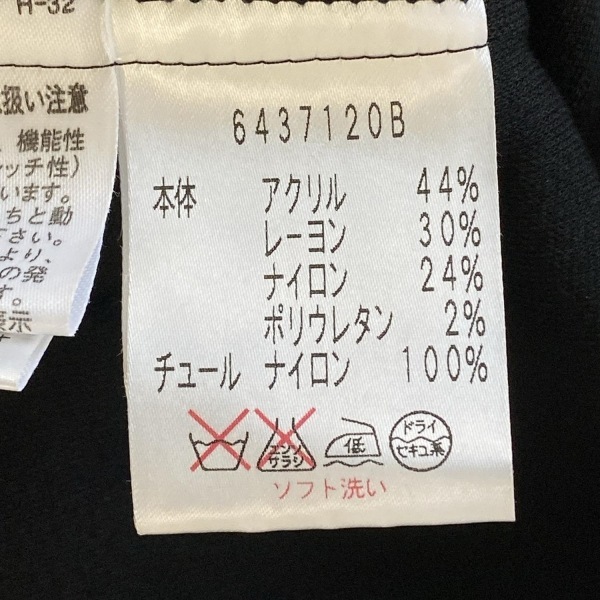 H-32
扱い注意
機能性
ッチ性)
います。
ちと動
下さい。
より、
の発
す。
表示
6437120B
本体 アクリル 44%
レーヨン 30%
ナイロン 24%
ポリウレタン 2%
チュール ナイロン 100%
エンソ
サラシ
低
ドライ
セキユ系
ソフト洗い